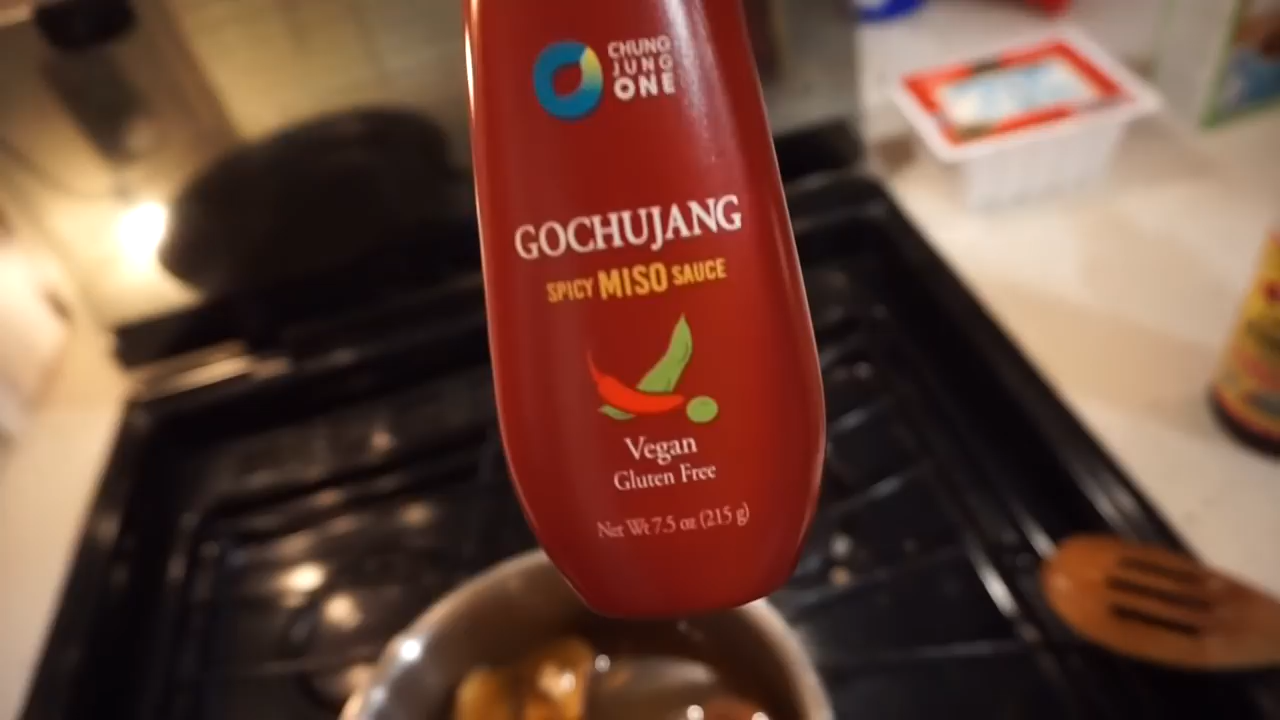 CHUNG
JUNG
ONE
GOCHUJANG
SPICY MISO SAUCE
Vegan
Gluten Free
Net Wt 7.5 oz (215 g)